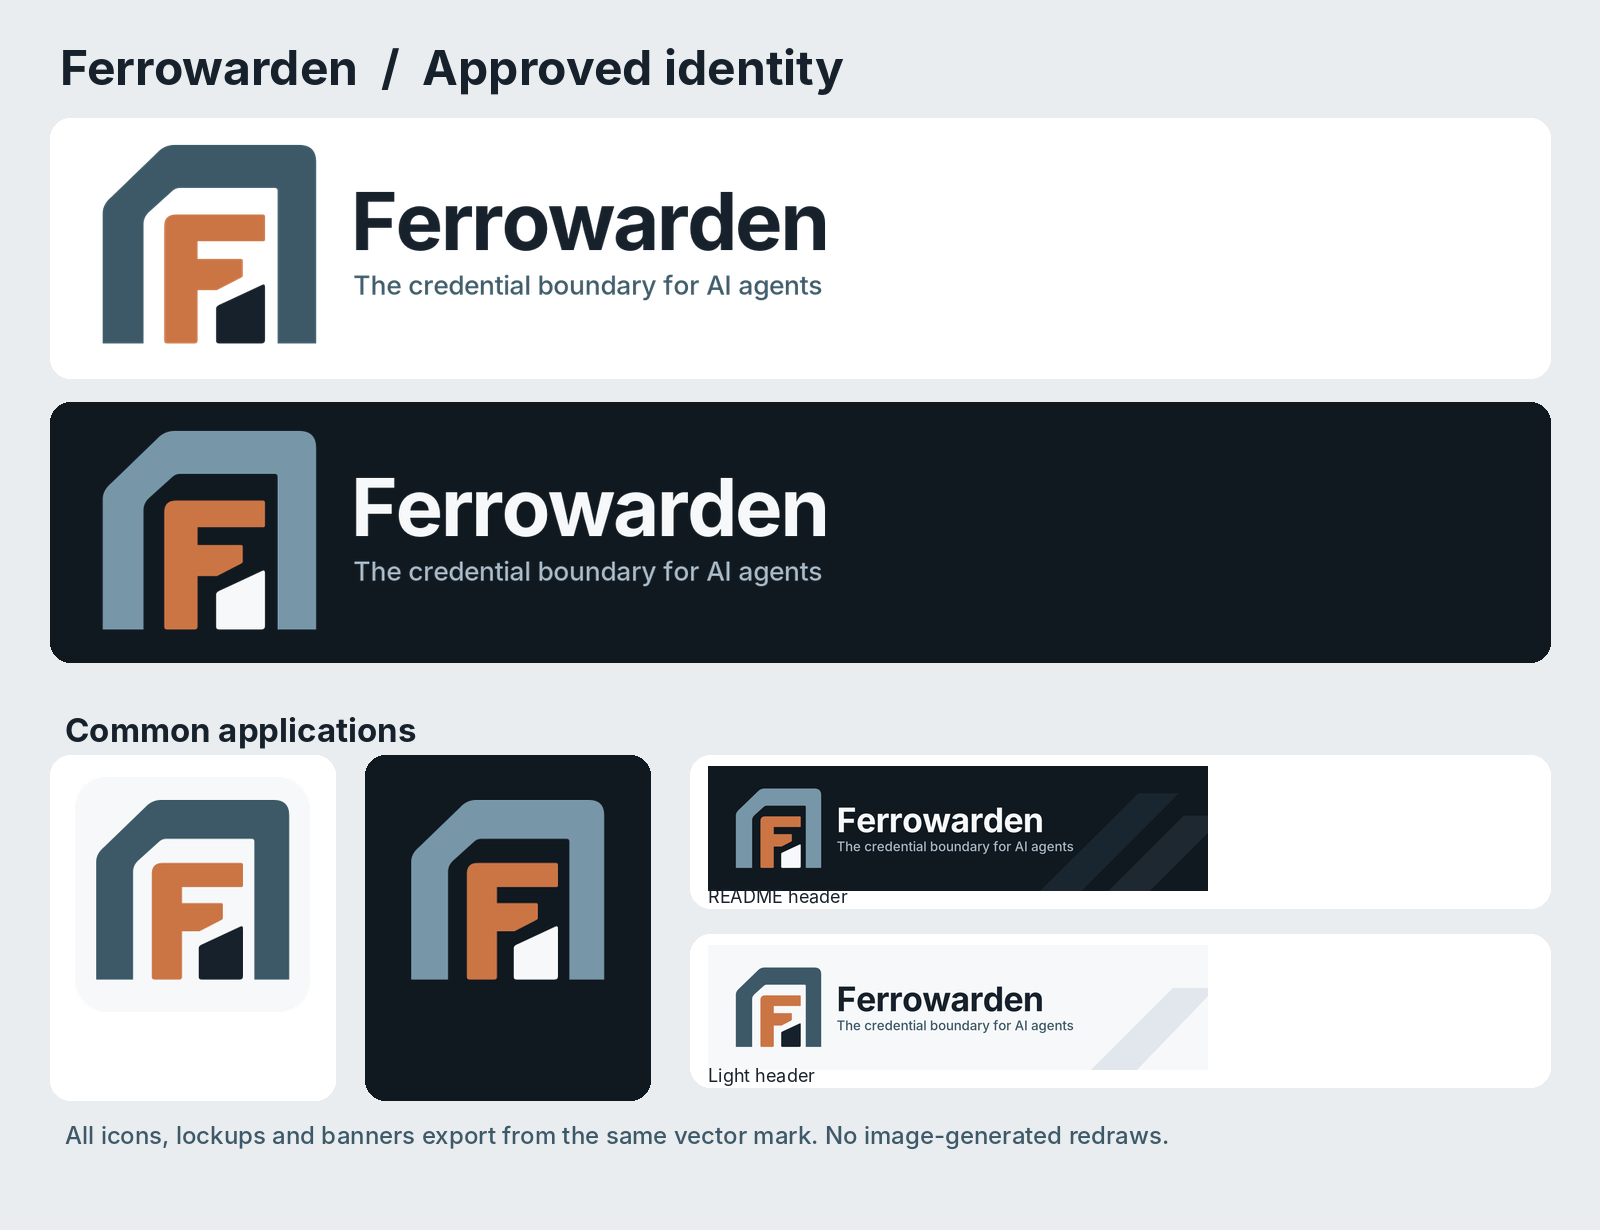 Ferrowarden / Approved identity
Ferrowarden
The credential boundary for AI agents
Ferrowarden
The credential boundary for AI agents
Common applications
Ferrowarden
The credential boundary for AI agents
README header
Ferrowarden
The credential boundary for AI agents
Light header
All icons, lockups and banners export from the same vector mark. No image-generated redraws.